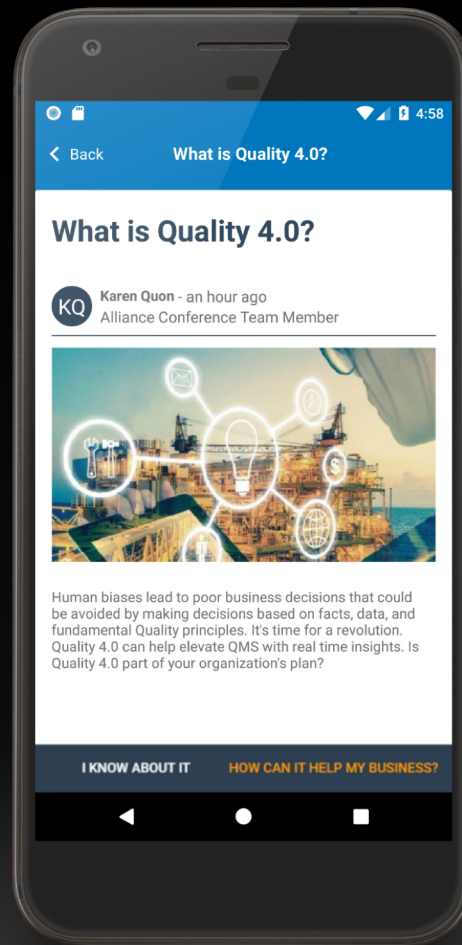 4:58
Back What is Quality 4.0?
What is Quality 4.0?
KQ
Karen Quon - an hour ago
Alliance Conference Team Member
$
Human biases lead to poor business decisions that could
be avoided by making decisions based on facts, data, and
fundamental Quality principles. It's time for a revolution.
Quality 4.0 can help elevate QMS with real time insights. Is
Quality 4.0 part of your organization's plan?
I KNOW ABOUT IT HOW CAN IT HELP MY BUSINESS?